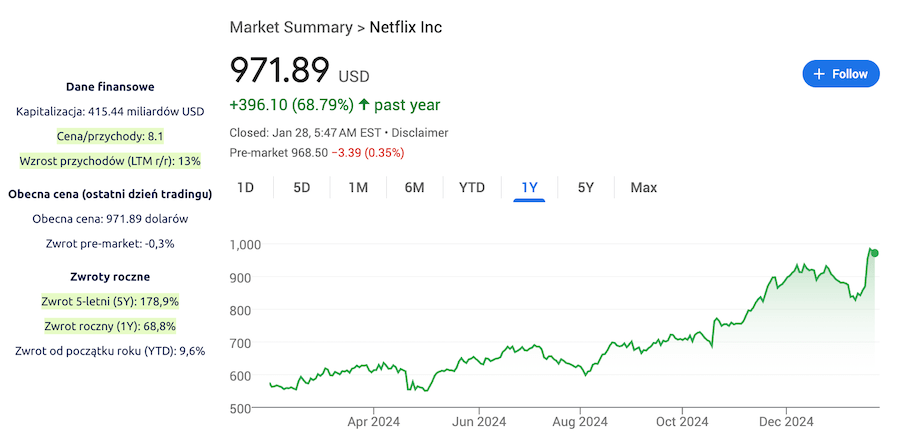 Dane finansowe
Kapitalizacja: 415.44 miliardów USD
Cena/przychody: 8.1
Wzrost przychodów (LTM r/r): 13%
Obecna cena (ostatni dzień tradingu)
Obecna cena: 971.89 dolarów
Zwrot pre-market: -0,3%
Zwroty roczne
Zwrot 5-letni (5Y): 178,9%
Zwrot roczny (1Y): 68,8%
Zwrot od początku roku (YTD): 9,6%
Market Summary > Netflix Inc
971.89 USD
+ Follow
+396.10 (68.79%) ↑ past year
Closed: Jan 28, 5:47 AM EST • Disclaimer
Pre-market 968.50 −3.39 (0.35%)
1D 5D 1M 6M YTD 1Y 5Y Max
1,000
900
800
700
600
500
Apr 2024 Jun 2024 Aug 2024 Oct 2024 Dec 2024